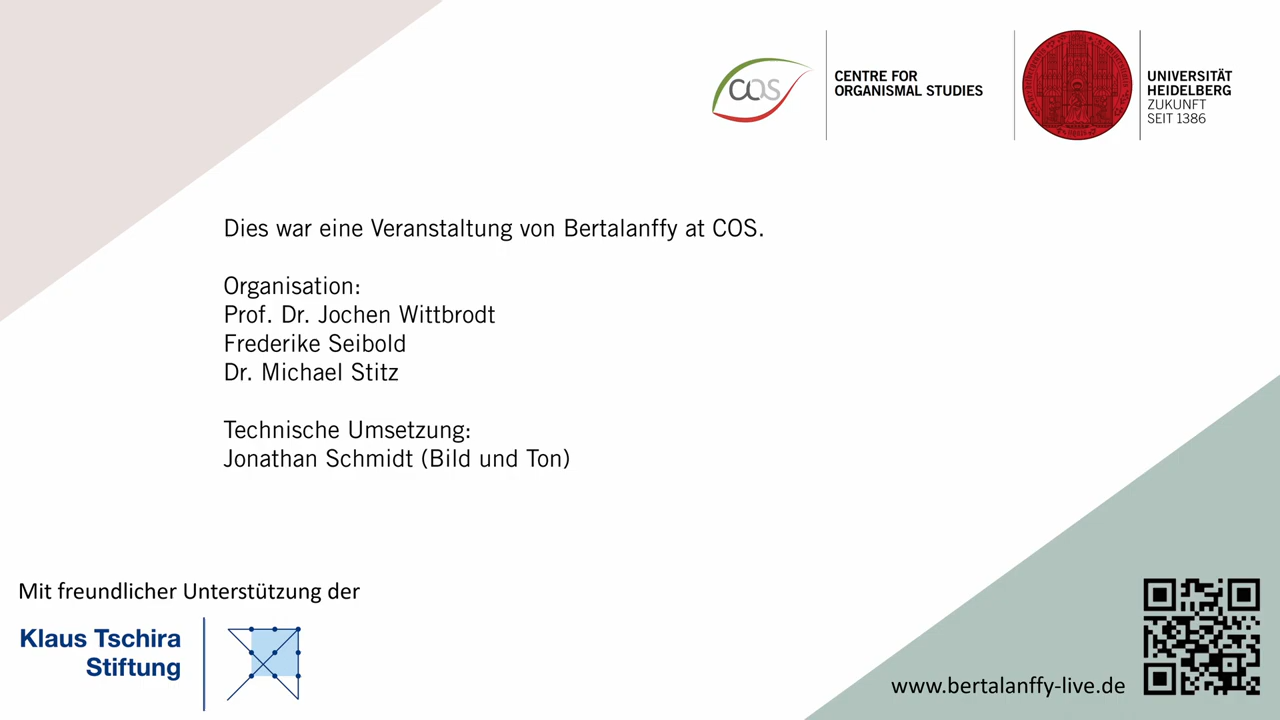 COS
CENTRE FOR
ORGANISMAL STUDIES
UNIVERSITÄT
HEIDELBERG
ZUKUNFT
SEIT 1386
Dies war eine Veranstaltung von Bertalanffy at COS.
Organisation:
Prof. Dr. Jochen Wittbrodt
Frederike Seibold
Dr. Michael Stitz
Technische Umsetzung:
Jonathan Schmidt (Bild und Ton)
Mit freundlicher Unterstützung der
Klaus Tschira
Stiftung
www.bertalanffy-live.de